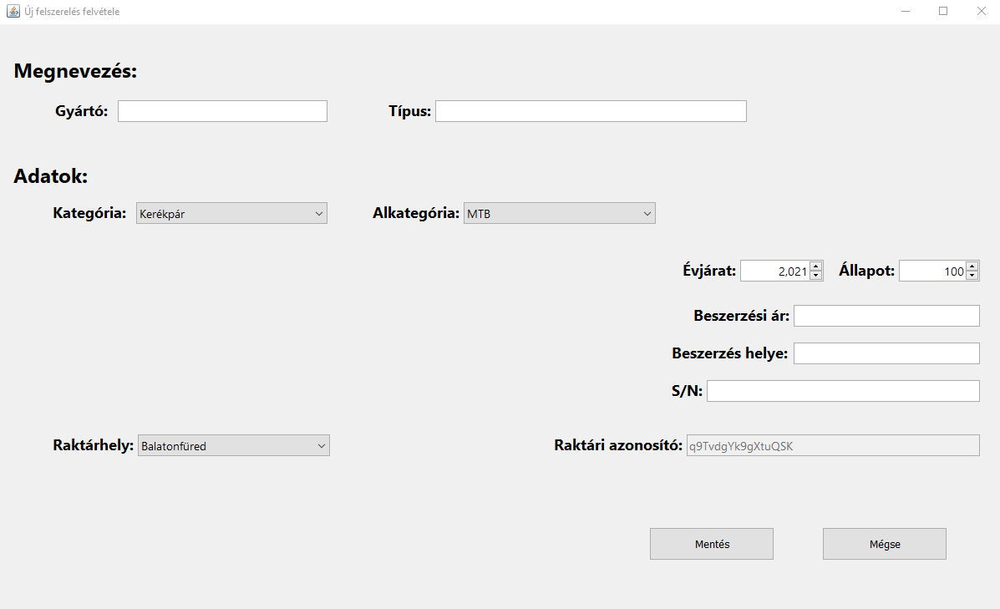 Új felszerelés felvétele
Megnevezés:
Gyártó: Típus:
Adatok:
Kategória: Kerékpár Alkategória: MTB
Évjárat: 2,021 Állapot: 100
Beszerzési ár:
Beszerzés helye:
S/N:
Raktárhely: Balatonfüred Raktári azonosító: q9TvdgYk9gXtuQSK
Mentés Mégse